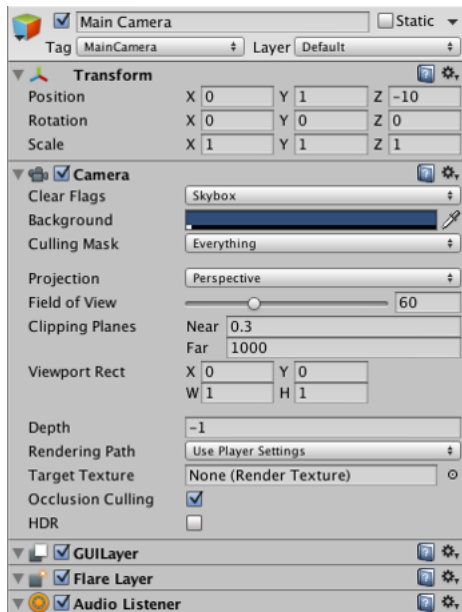 Main Camera Static
Tag MainCamera Layer Default
Transform
Position X 0 Y 1 Z -10
Rotation X 0 Y 0 Z 0
Scale X 1 Y 1 Z 1
Camera
Clear Flags Skybox
Background
Culling Mask Everything
Projection Perspective
Field of View 60
Clipping Planes Near 0.3
Far 1000
Viewport Rect X 0 Y 0
W 1 H 1
Depth -1
Rendering Path Use Player Settings
Target Texture None (Render Texture)
Occlusion Culling
HDR
GUILayer
Flare Layer
Audio Listener